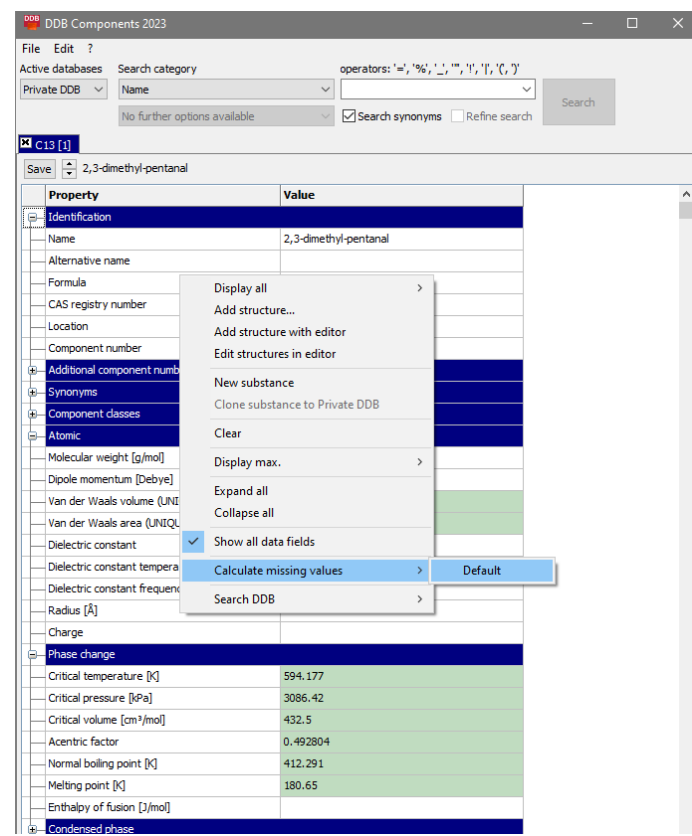 DDB DDB Components 2023
File Edit ?
Active databases Search category operators: '=', '%', '_', '"', '!', '|', '(', ')'
Private DDB Name
Search
No further options available Search synonyms Refine search
C13 [1]
Save 2,3-dimethyl-pentanal
Property Value
Identification
Name 2,3-dimethyl-pentanal
Alternative name
Formula
CAS registry number
Location
Component number
Additional component numb
Synonyms
Component classes
Atomic
Molecular weight [g/mol]
Dipole momentum [Debye]
Van der Waals volume (UNI
Van der Waals area (UNIQU
Dielectric constant
Dielectric constant tempera
Dielectric constant frequenc
Radius [Å]
Charge
Phase change
Critical temperature [K] 594.177
Critical pressure [kPa] 3086.42
Critical volume [cm³/mol] 432.5
Acentric factor 0.492804
Normal boiling point [K] 412.291
Melting point [K] 180.65
Enthalpy of fusion [J/mol]
Condensed phase
Display all
Add structure...
Add structure with editor
Edit structures in editor
New substance
Clone substance to Private DDB
Clear
Display max.
Expand all
Collapse all
Show all data fields
Calculate missing values Default
Search DDB